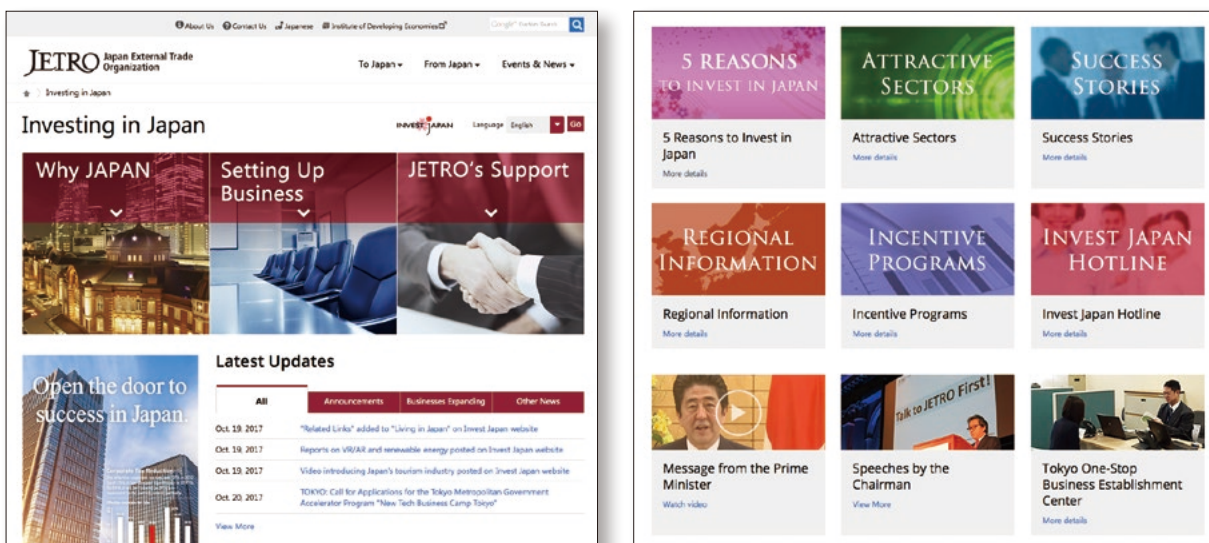 About Us Contact Us Japanese Institute of Developing Economies
JETRO Japan External Trade
Organization
To Japan From Japan Events & News
Investing in Japan
Investing in Japan
INVEST JAPAN Language English Go
Why JAPAN
Setting Up
Business
JETRO's Support
Open the door to
success in Japan.
Corporate Tax Reduction
Latest Updates
All Announcements Businesses Expanding Other News
Oct. 19. 2017 "Related Links" added to "Living in Japan" on Invest Japan website
Oct. 19. 2017 Reports on VR/AR and renewable energy posted on Invest Japan website
Oct. 19. 2017 Video introducing Japan's tourism industry posted on Invest Japan website
Oct. 20. 2017 TOKYO: Call for Applications for the Tokyo Metropolitan Government
Accelerator Program "New Tech Business Camp Tokyo"
View More
5 REASONS
TO INVEST IN JAPAN
5 Reasons to Invest in
Japan
More details
ATTRACTIVE
SECTORS
Attractive Sectors
More details
SUCCESS
STORIES
Success Stories
More details
REGIONAL
INFORMATION
Regional Information
More details
INCENTIVE
PROGRAMS
Incentive Programs
More details
INVEST JAPAN
HOTLINE
Invest Japan Hotline
More details
Message from the Prime
Minister
Watch video
Talk to JETRO First!
Speeches by the
Chairman
View More
Tokyo One-Stop
Business Establishment
Center
More details